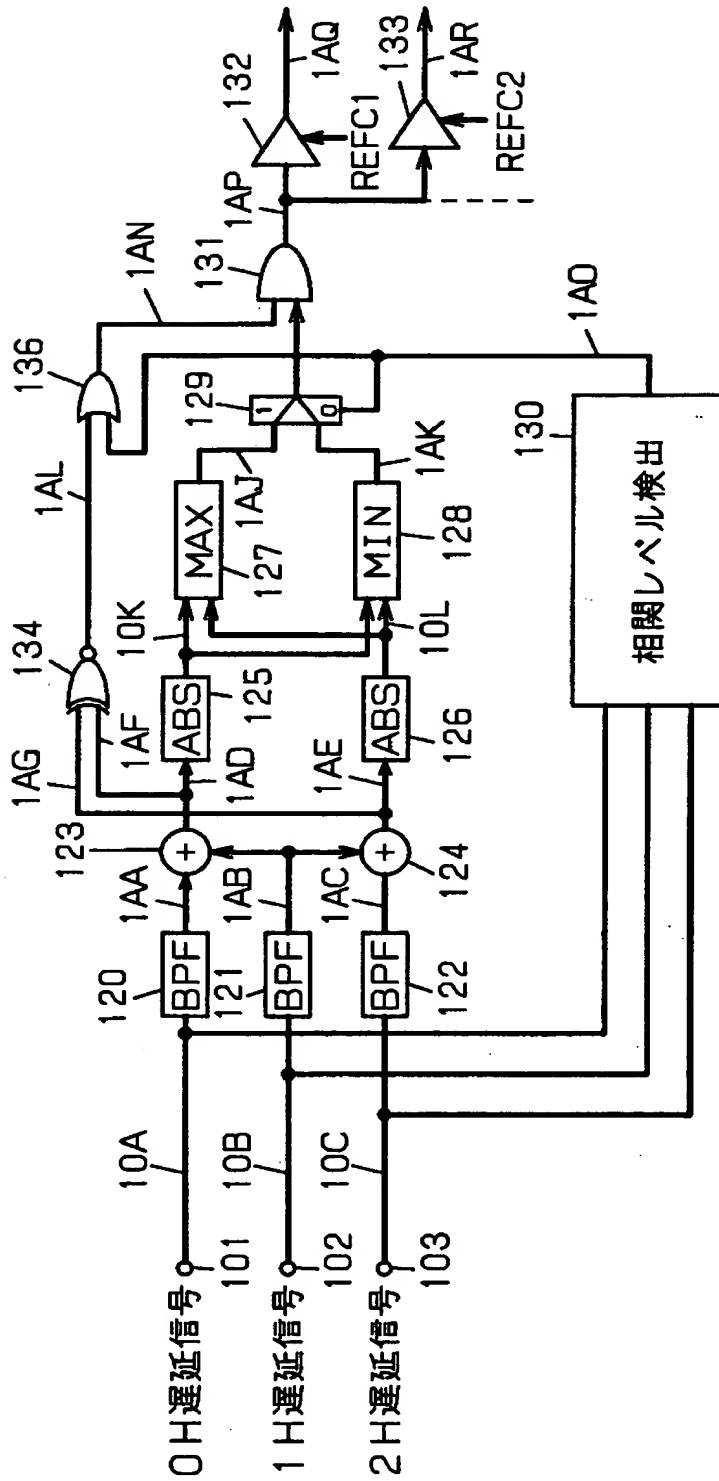 0H遅延信号
101
10A
120
BPF
1AA
123
+
1AG
1AF
1AD
134
ABS
125
10K
1AL
MAX
127
1AJ
136
129
1
0
1AN
131
1AP
132
1AQ
REFC1
133
1AR
REFC2
1H遅延信号
102
10B
BPF
121
1AB
2H遅延信号
103
10C
BPF
122
1AC
+
124
1AE
ABS
126
10L
MIN
128
1AK
1AO
130
相関レベル検出